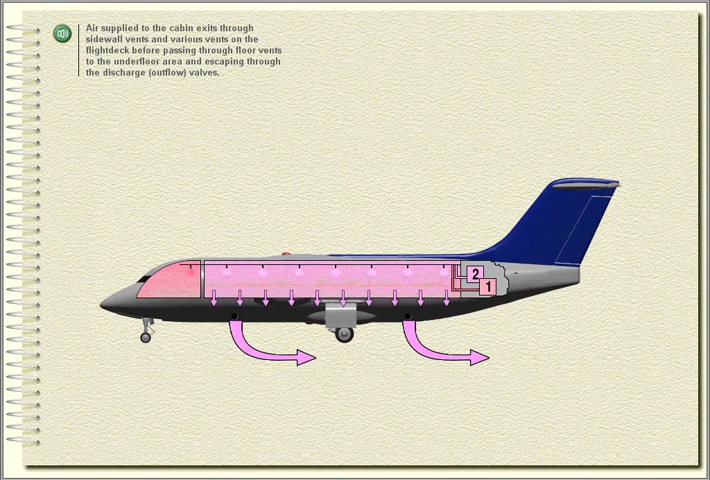 Air supplied to the cabin exits through
sidewall vents and various vents on the
flightdeck before passing through floor vents
to the underfloor area and escaping through
the discharge (outflow) valves.
2
1